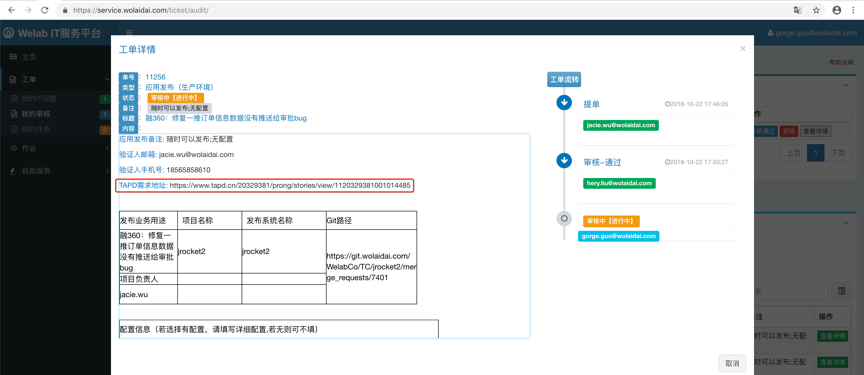 https://service.wolaidai.com/ticket/audit/
Welab IT服务平台
gorge.guo@wolaidai.com
主页
工单
我的IT问题 1
我的审核 1
我的任务 0
作业
自助服务
帮助说明
工单详情
×
单号 : 11256
类型 : 应用发布（生产环境）
状态 : 审核中【进行中】
备注 : 随时可以发布;无配置
标题 : 融360：修复一推订单信息数据没有推送给审批bug
内容 :
应用发布备注: 随时可以发布;无配置
验证人邮箱: jacie.wu@wolaidai.com
验证人手机号: 18565858610
TAPD需求地址: https://www.tapd.cn/20329381/prong/stories/view/1120329381001014485
发布业务用途 项目名称 发布系统名称 Git路径
融360：修复一
推订单信息数据
没有推送给审批
bug
jrocket2 jrocket2
https://git.wolaidai.com/
WelabCo/TC/jrocket2/mer
ge_requests/7401
项目负责人
jacie.wu
配置信息（若选择有配置，请填写详细配置,若无则可不填）
工单流转
提单 2018-10-22 17:46:05
jacie.wu@wolaidai.com
审核-通过 2018-10-22 17:50:27
hery.liu@wolaidai.com
审核中【进行中】
gorge.guo@wolaidai.com
取消
作
拒绝 查看详情
上页 1 下页
操作
时可以发布;无配 查看详情
时可以发布;无配 查看详情